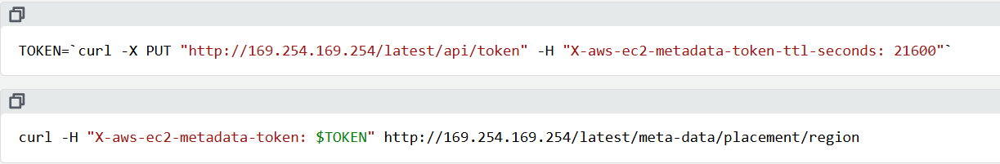 TOKEN=`curl -X PUT "http://169.254.169.254/latest/api/token" -H "X-aws-ec2-metadata-token-ttl-seconds: 21600"`
curl -H "X-aws-ec2-metadata-token: $TOKEN" http://169.254.169.254/latest/meta-data/placement/region